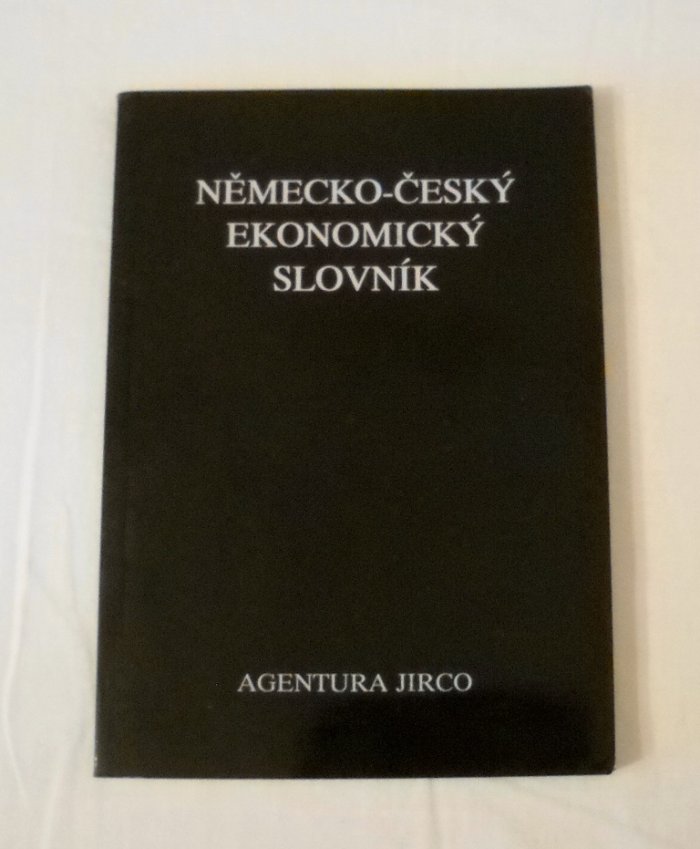 NĚMECKO-ČESKÝ
EKONOMICKÝ
SLOVNÍK
AGENTURA JIRCO